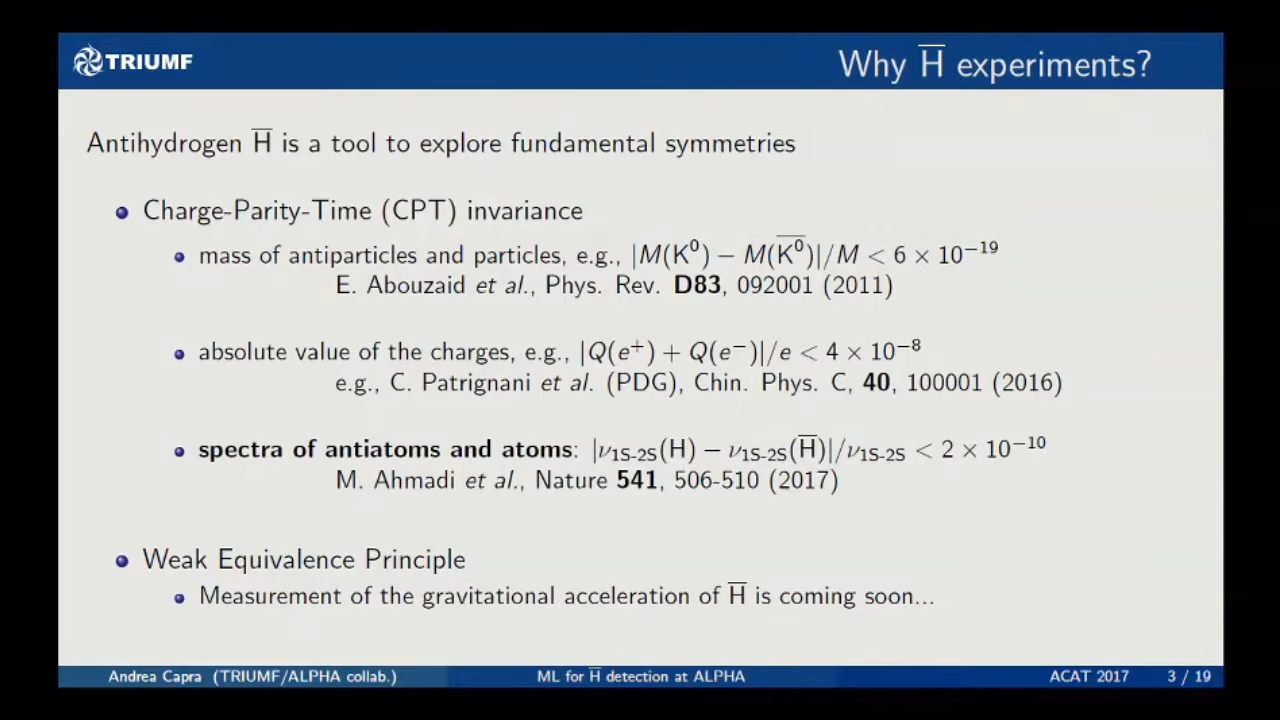 TRIUMF
Why H̅ experiments?
Antihydrogen H̅ is a tool to explore fundamental symmetries
Charge-Parity-Time (CPT) invariance
mass of antiparticles and particles, e.g., |M(K⁰) − M(K̅⁰)|/M < 6 × 10⁻¹⁹
E. Abouzaid et al., Phys. Rev. D83, 092001 (2011)
absolute value of the charges, e.g., |Q(e⁺) + Q(e⁻)|/e < 4 × 10⁻⁸
e.g., C. Patrignani et al. (PDG), Chin. Phys. C, 40, 100001 (2016)
spectra of antiatoms and atoms: |ν1S-2S(H) − ν1S-2S(H̅)|/ν1S-2S < 2 × 10⁻¹⁰
M. Ahmadi et al., Nature 541, 506-510 (2017)
Weak Equivalence Principle
Measurement of the gravitational acceleration of H̅ is coming soon...
Andrea Capra (TRIUMF/ALPHA collab.) ML for H̅ detection at ALPHA ACAT 2017 3 / 19